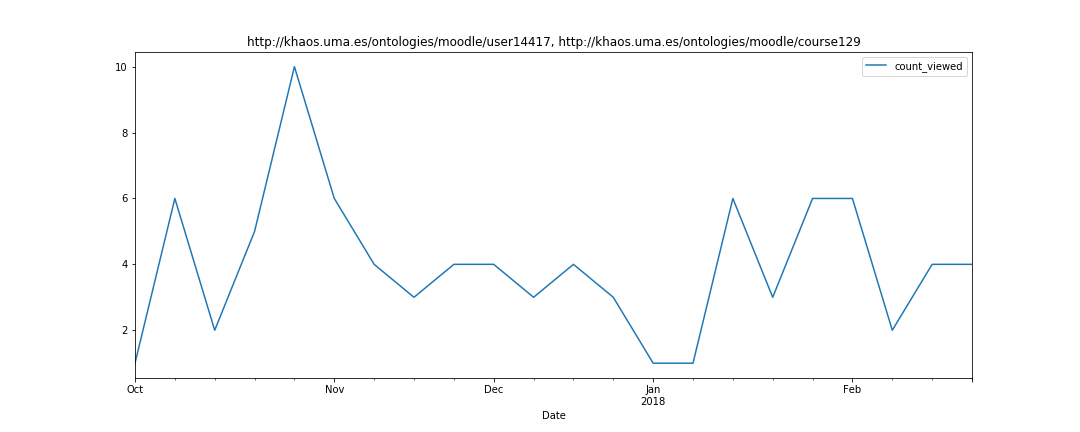 http://khaos.uma.es/ontologies/moodle/user14417, http://khaos.uma.es/ontologies/moodle/course129
count_viewed
10
8
6
4
2
Oct Nov Dec Jan Feb
2018
Date